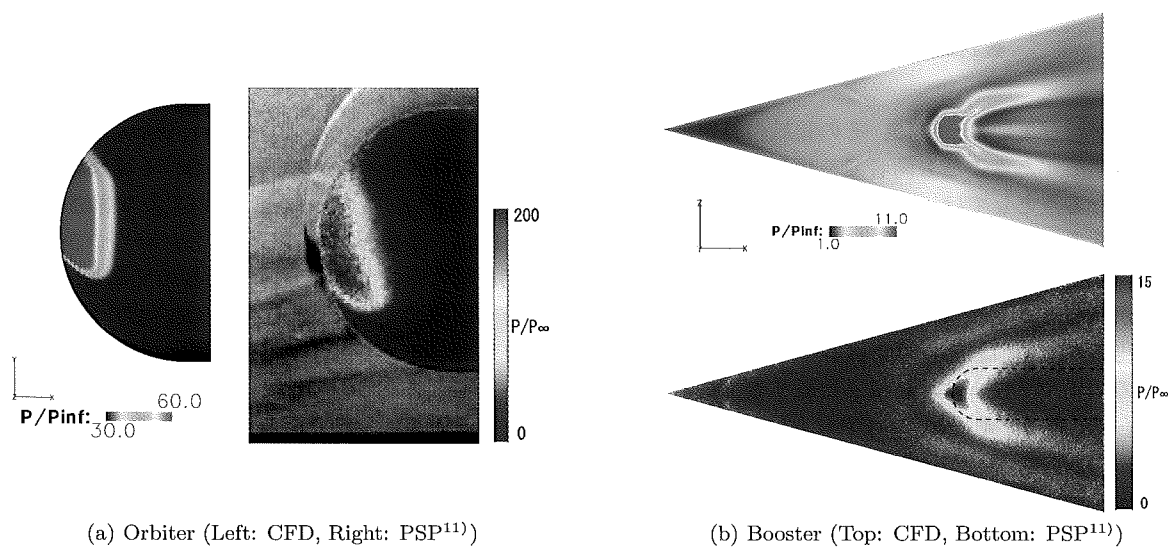 Y
X
P/Pinf:
60.0
30.0
200
P/P∞
0
Z
Y
X
P/Pinf:
11.0
1.0
15
P/P∞
0
(a) Orbiter (Left: CFD, Right: PSP¹¹⁾)
(b) Booster (Top: CFD, Bottom: PSP¹¹⁾)